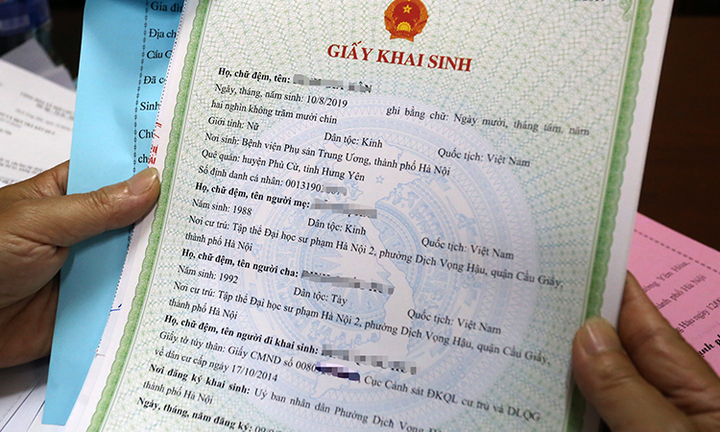 Gia đìn
Địa ch
Cầu G
Đã c
Sinh
GIẤY KHAI SINH
Họ, chữ đệm, tên:
Ngày, tháng, năm sinh: 10/8/2019 ghi bằng chữ: Ngày mười, tháng tám, năm
hai nghìn không trăm mười chín
Giới tính: Nữ Dân tộc: Kinh Quốc tịch: Việt Nam
Nơi sinh: Bệnh viện Phụ sản Trung Ương, thành phố Hà Nội
Quê quán: huyện Phù Cừ, tỉnh Hưng Yên
Số định danh cá nhân: 0013190
Họ, chữ đệm, tên người mẹ:
Năm sinh: 1988 Dân tộc: Kinh Quốc tịch: Việt Nam
Nơi cư trú: Tập thể Đại học sư phạm Hà Nội 2, phường Dịch Vọng Hậu, quận Cầu Giấy,
thành phố Hà Nội
Họ, chữ đệm, tên người cha:
Năm sinh: 1992 Dân tộc: Tày Quốc tịch: Việt Nam
Nơi cư trú: Tập thể Đại học sư phạm Hà Nội 2, phường Dịch Vọng Hậu, quận Cầu Giấy,
thành phố Hà Nội
Họ, chữ đệm, tên người đi khai sinh:
Giấy tờ tùy thân: Giấy CMND số 0080 Cục Cảnh sát ĐKQL cư trú và DLQG
về dân cư cấp ngày 17/10/2014
Nơi đăng ký khai sinh: Uỷ ban nhân dân Phường Dịch Vọng
thành phố Hà Nội
Ngày, tháng, năm đăng ký: